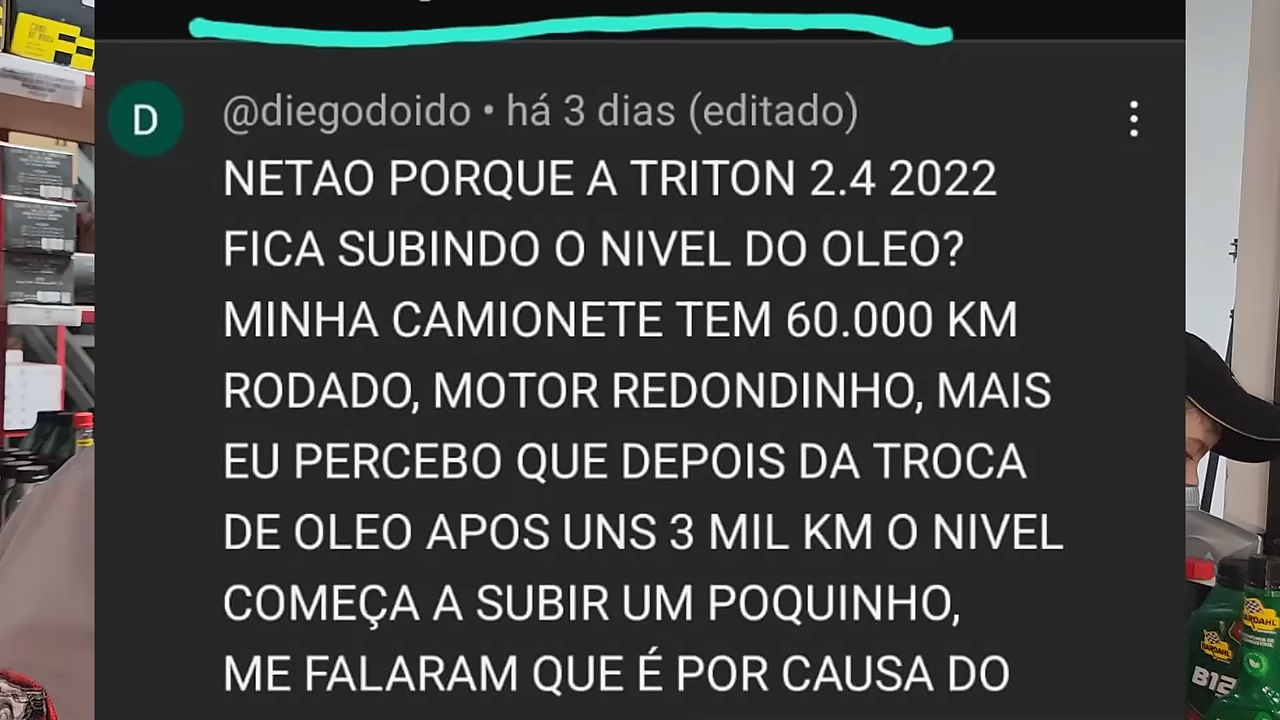 D
@diegodoido • há 3 dias (editado)
NETAO PORQUE A TRITON 2.4 2022
FICA SUBINDO O NIVEL DO OLEO?
MINHA CAMIONETE TEM 60.000 KM
RODADO, MOTOR REDONDINHO, MAIS
EU PERCEBO QUE DEPOIS DA TROCA
DE OLEO APOS UNS 3 MIL KM O NIVEL
COMEÇA A SUBIR UM POQUINHO,
ME FALARAM QUE É POR CAUSA DO
BARDAHL
B12